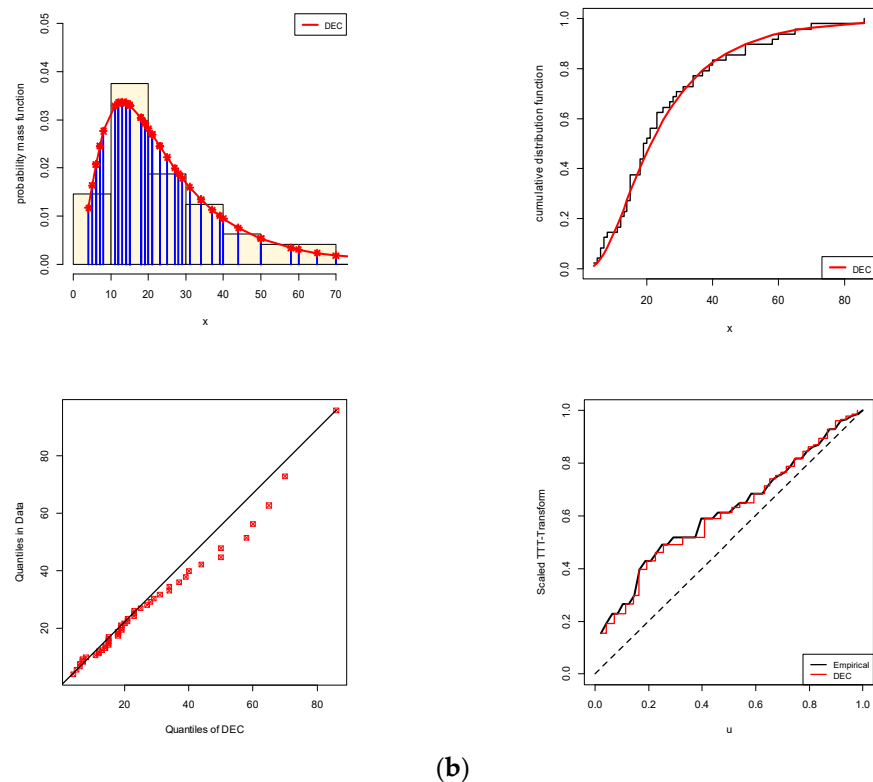 probability mass function
0.00 0.01 0.02 0.03 0.04 0.05
DEC
0 10 20 30 40 50 60 70
x
cumulative distribution function
0.0 0.2 0.4 0.6 0.8 1.0
DEC
20 40 60 80
x
Quantiles in Data
20 40 60 80
20 40 60 80
Quantiles of DEC
Scaled TTT-Transform
0.0 0.2 0.4 0.6 0.8 1.0
Empirical
DEC
0.0 0.2 0.4 0.6 0.8 1.0
u
(b)